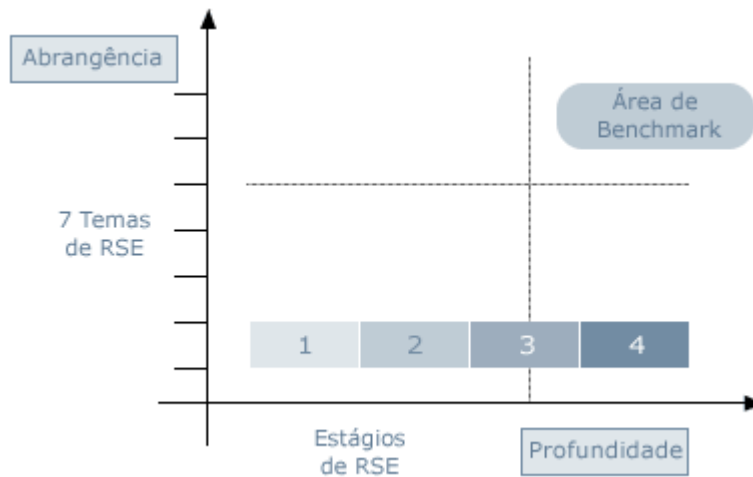 Abrangência
Área de
Benchmark
7 Temas
de RSE
1 2 3 4
Estágios
de RSE
Profundidade